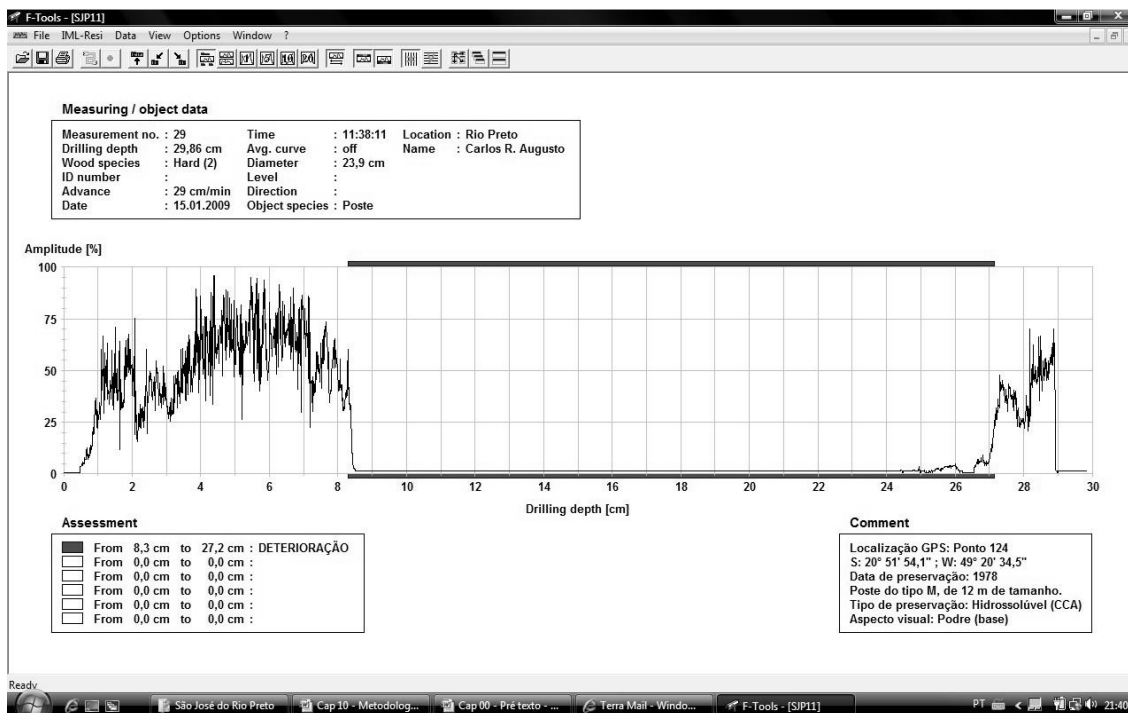 F-Tools - [SJP11]
File IML-Resi Data View Options Window ?
Measuring / object data
Measurement no. : 29 Time : 11:38:11 Location : Rio Preto
Drilling depth : 29,86 cm Avg. curve : off Name : Carlos R. Augusto
Wood species : Hard (2) Diameter : 23,9 cm
ID number : Level :
Advance : 29 cm/min Direction :
Date : 15.01.2009 Object species : Poste
Amplitude [%]
100
75
50
25
0
0 2 4 6 8 10 12 14 16 18 20 22 24 26 28 30
Drilling depth [cm]
Assessment
From 8,3 cm to 27,2 cm : DETERIORAÇÃO
From 0,0 cm to 0,0 cm :
From 0,0 cm to 0,0 cm :
From 0,0 cm to 0,0 cm :
From 0,0 cm to 0,0 cm :
From 0,0 cm to 0,0 cm :
Comment
Localização GPS: Ponto 124
S: 20° 51' 54,1" ; W: 49° 20' 34,5"
Data de preservação: 1978
Poste do tipo M, de 12 m de tamanho.
Tipo de preservação: Hidrossolúvel (CCA)
Aspecto visual: Podre (base)
Ready
São José do Rio Preto Cap 10 - Metodolog... Cap 00 - Pré texto - ... Terra Mail - Windo... F-Tools - [SJP11] PT 21:40